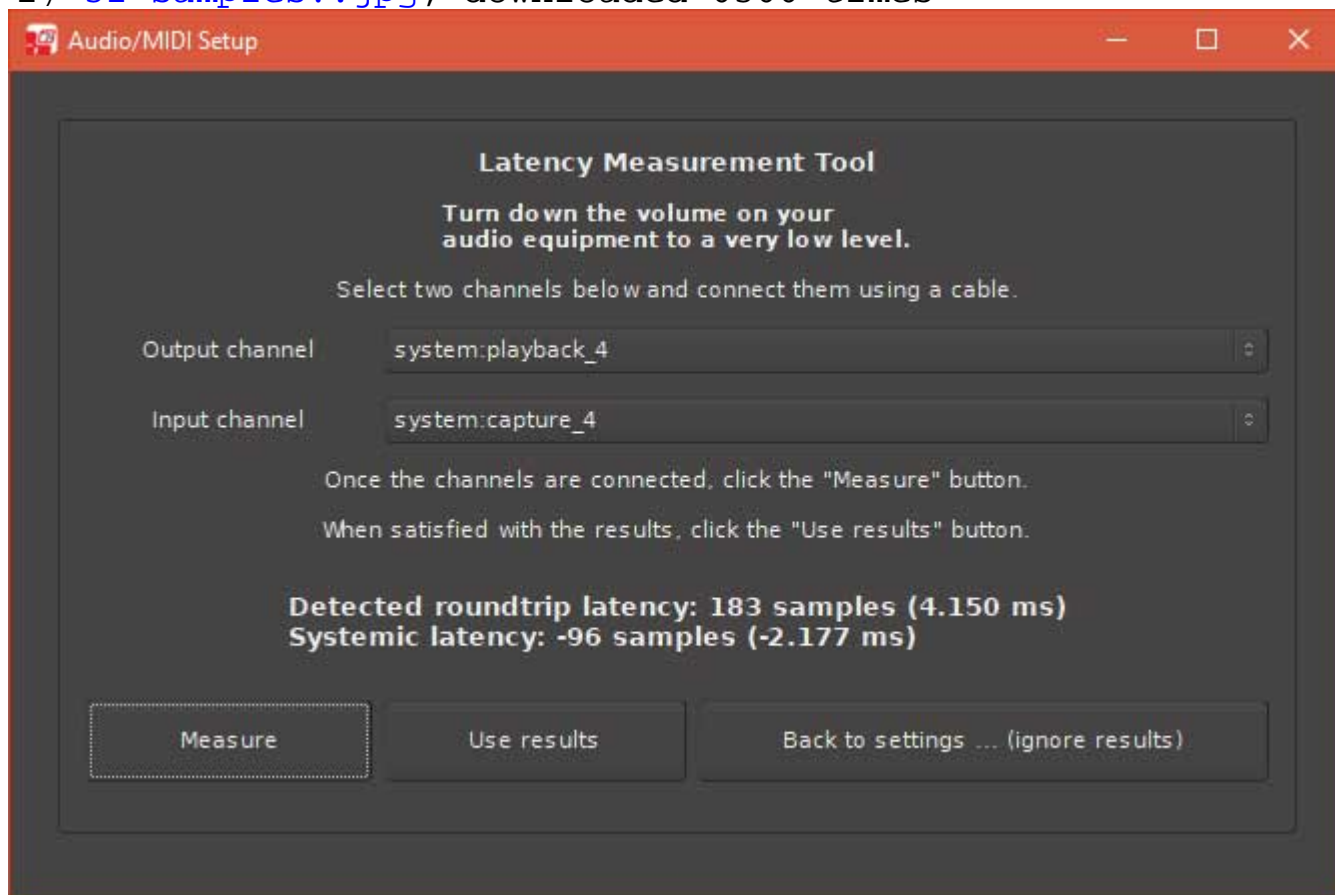 Audio/MIDI Setup
Latency Measurement Tool
Turn down the volume on your
audio equipment to a very low level.
Select two channels below and connect them using a cable.
Output channel system:playback_4
Input channel system:capture_4
Once the channels are connected, click the "Measure" button.
When satisfied with the results, click the "Use results" button.
Detected roundtrip latency: 183 samples (4.150 ms)
Systemic latency: -96 samples (-2.177 ms)
Measure Use results Back to settings ... (ignore results)